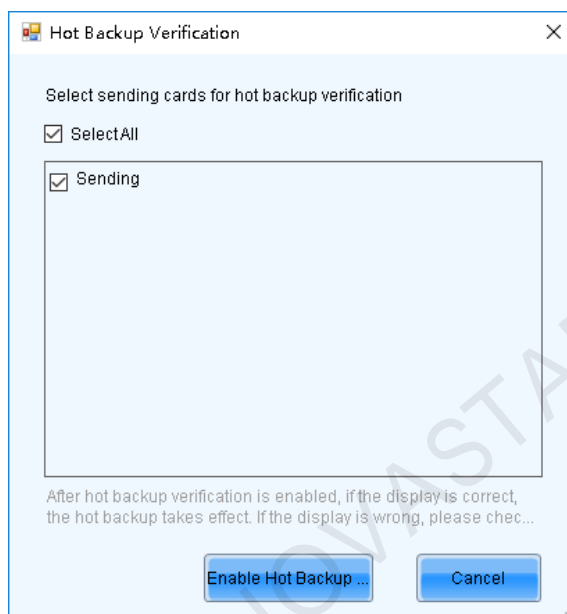 Hot Backup Verification
Select sending cards for hot backup verification
Select All
Sending
After hot backup verification is enabled, if the display is correct,
the hot backup takes effect. If the display is wrong, please chec...
Enable Hot Backup ...
Cancel
NOVASTAR